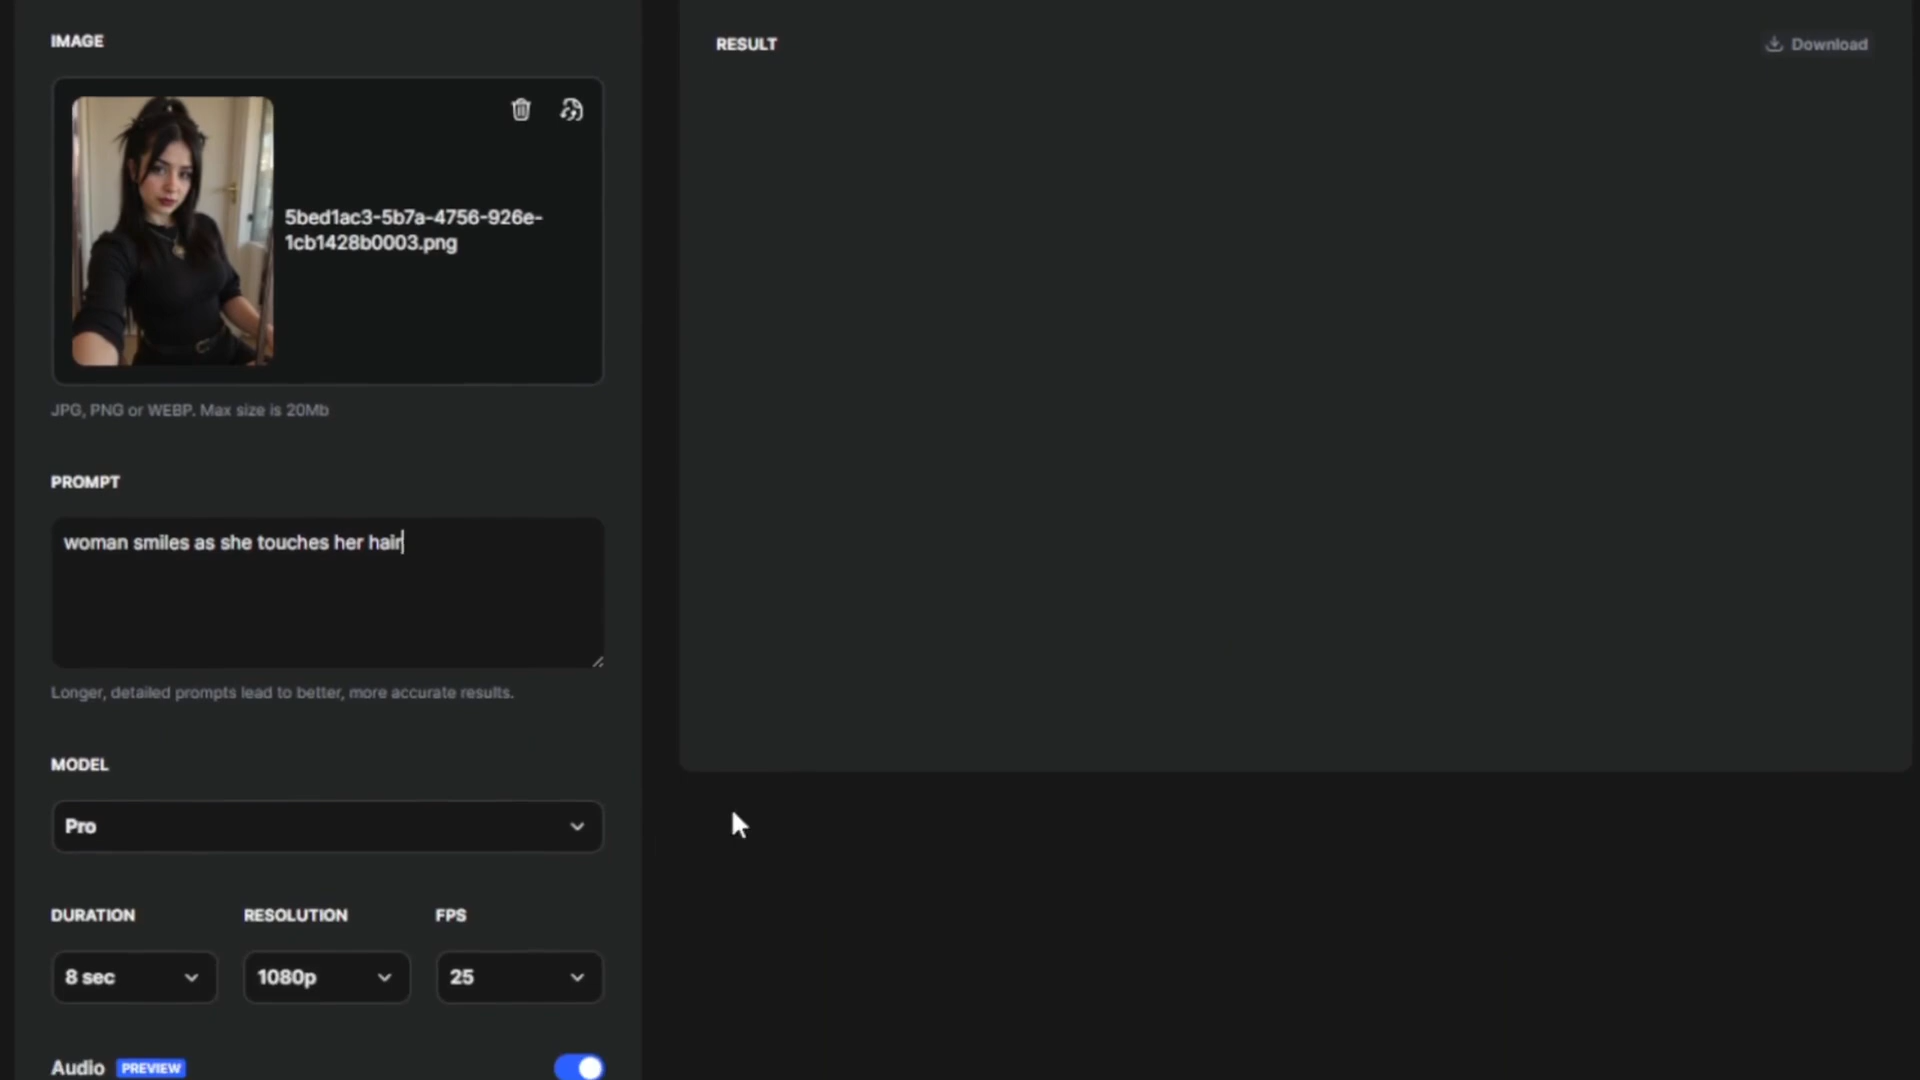 IMAGE
5bed1ac3-5b7a-4756-926e-
1cb1428b0003.png
JPG, PNG or WEBP. Max size is 20Mb
PROMPT
woman smiles as she touches her hair
Longer, detailed prompts lead to better, more accurate results.
MODEL
Pro
DURATION RESOLUTION FPS
8 sec 1080p 25
Audio PREVIEW
RESULT Download